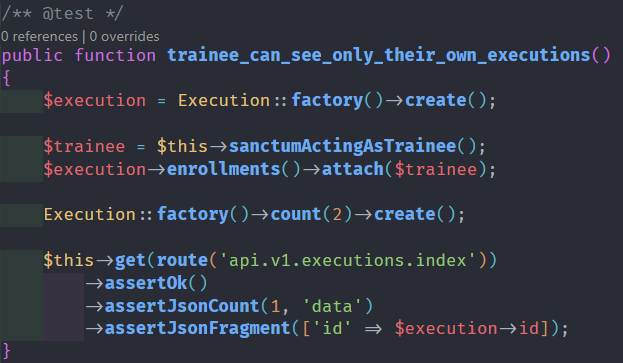 /** @test */
0 references | 0 overrides
public function trainee_can_see_only_their_own_executions()
{
    $execution = Execution::factory()->create();

    $trainee = $this->sanctumActingAsTrainee();
    $execution->enrollments()->attach($trainee);

    Execution::factory()->count(2)->create();

    $this->get(route('api.v1.executions.index'))
        ->assertOk()
        ->assertJsonCount(1, 'data')
        ->assertJsonFragment(['id' => $execution->id]);
}